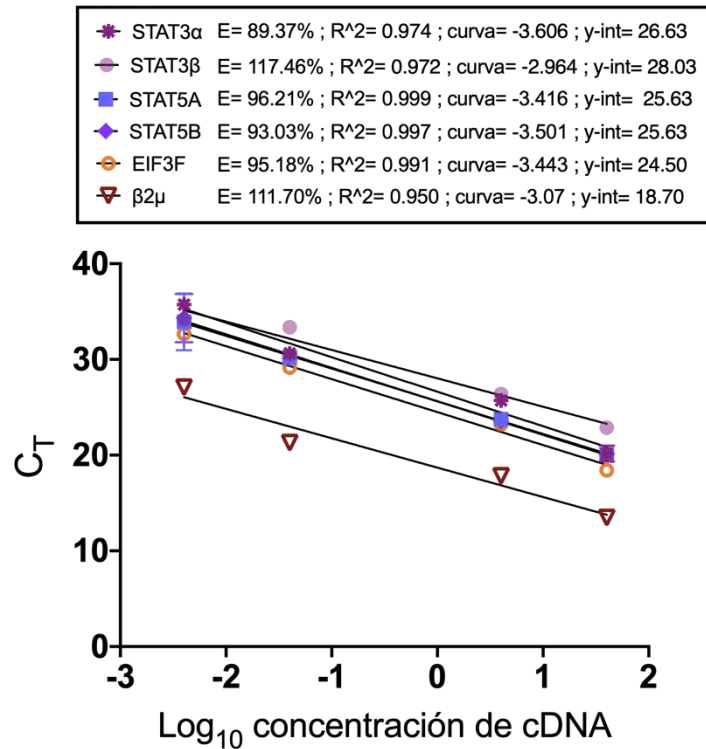 STAT3α E= 89.37% ; R^2= 0.974 ; curva= -3.606 ; y-int= 26.63
STAT3β E= 117.46% ; R^2= 0.972 ; curva= -2.964 ; y-int= 28.03
STAT5A E= 96.21% ; R^2= 0.999 ; curva= -3.416 ; y-int= 25.63
STAT5B E= 93.03% ; R^2= 0.997 ; curva= -3.501 ; y-int= 25.63
EIF3F E= 95.18% ; R^2= 0.991 ; curva= -3.443 ; y-int= 24.50
β2μ E= 111.70% ; R^2= 0.950 ; curva= -3.07 ; y-int= 18.70
40
30
20
10
0
C_T
-3 -2 -1 0 1 2
Log₁₀ concentración de cDNA